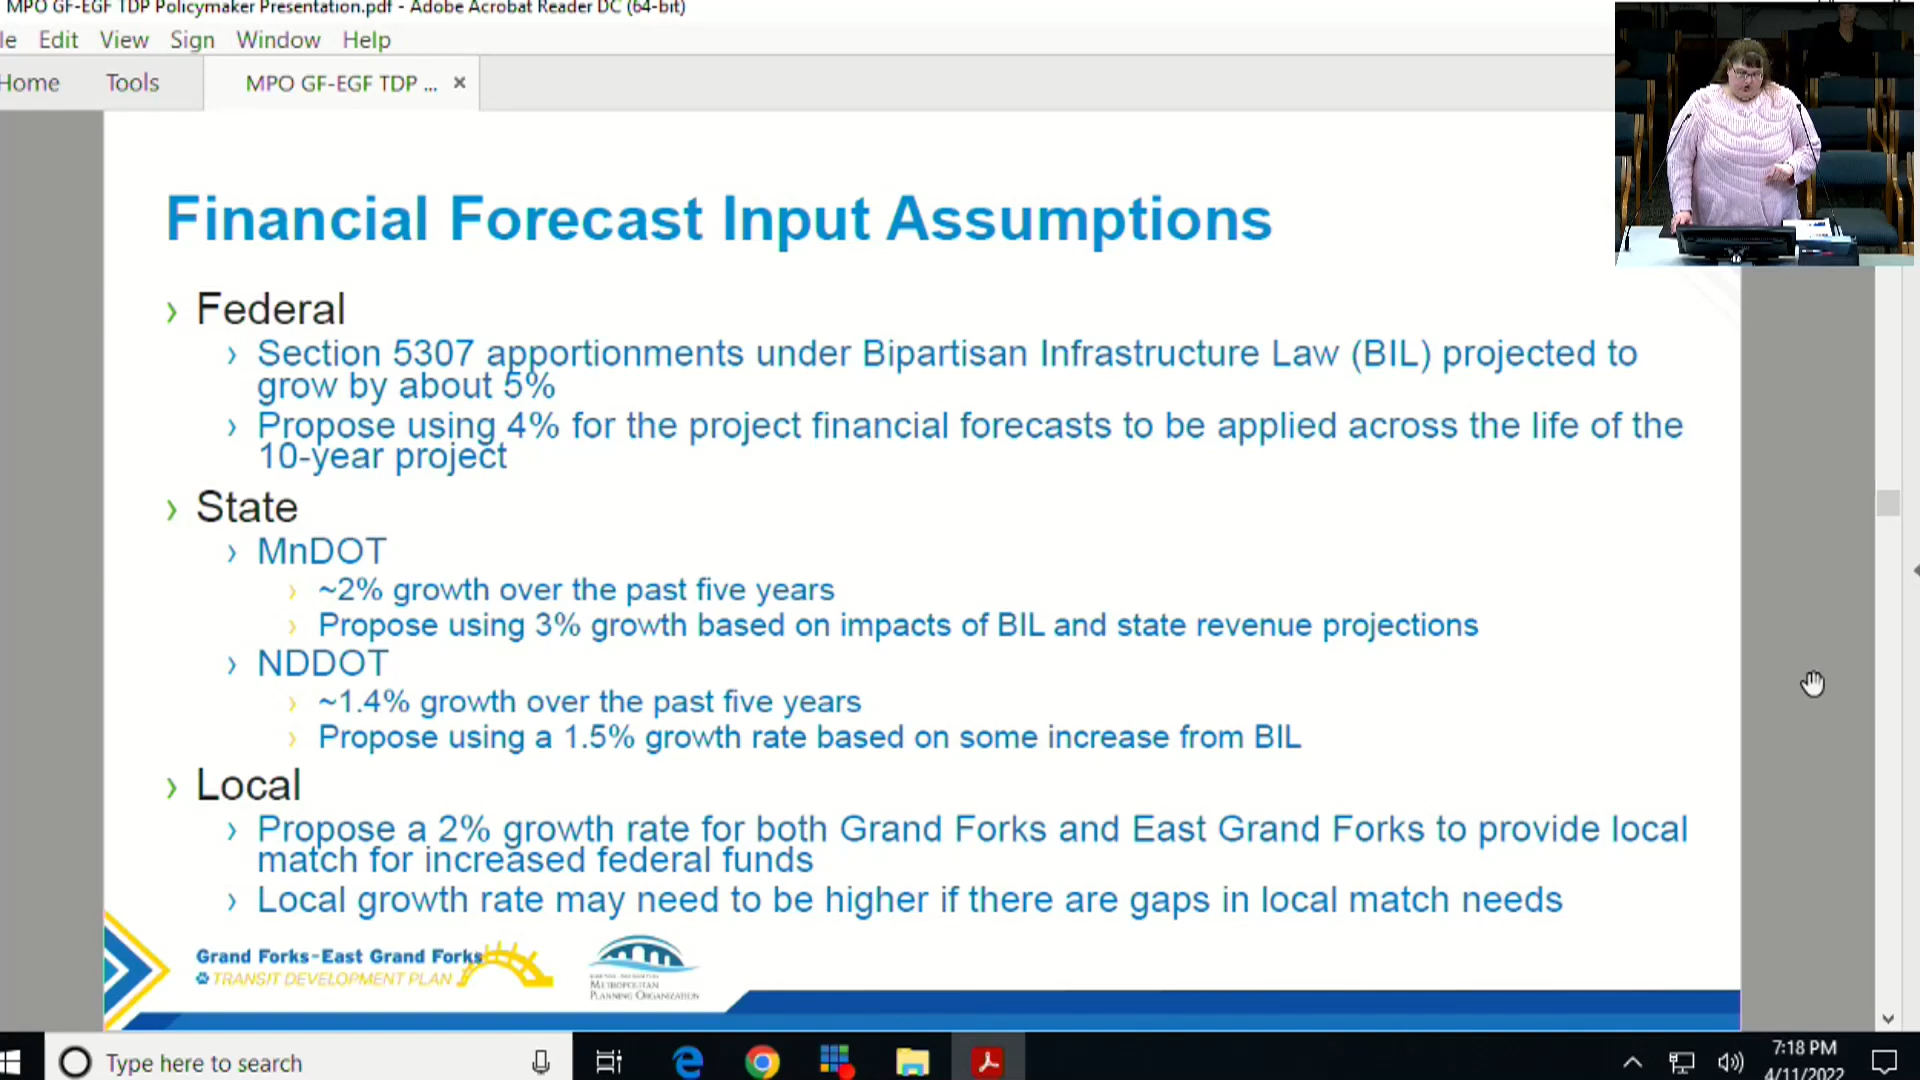 MPO GF-EGF TDP Policymaker Presentation.pdf - Adobe Acrobat Reader DC (64-bit)
le Edit View Sign Window Help
Home Tools MPO GF-EGF TDP ... ×
Financial Forecast Input Assumptions
› Federal
› Section 5307 apportionments under Bipartisan Infrastructure Law (BIL) projected to
grow by about 5%
› Propose using 4% for the project financial forecasts to be applied across the life of the
10-year project
› State
› MnDOT
› ~2% growth over the past five years
› Propose using 3% growth based on impacts of BIL and state revenue projections
› NDDOT
› ~1.4% growth over the past five years
› Propose using a 1.5% growth rate based on some increase from BIL
› Local
› Propose a 2% growth rate for both Grand Forks and East Grand Forks to provide local
match for increased federal funds
› Local growth rate may need to be higher if there are gaps in local match needs
Grand Forks-East Grand Forks
TRANSIT DEVELOPMENT PLAN
METROPOLITAN
PLANNING ORGANIZATION
Type here to search
7:18 PM
4/11/2022